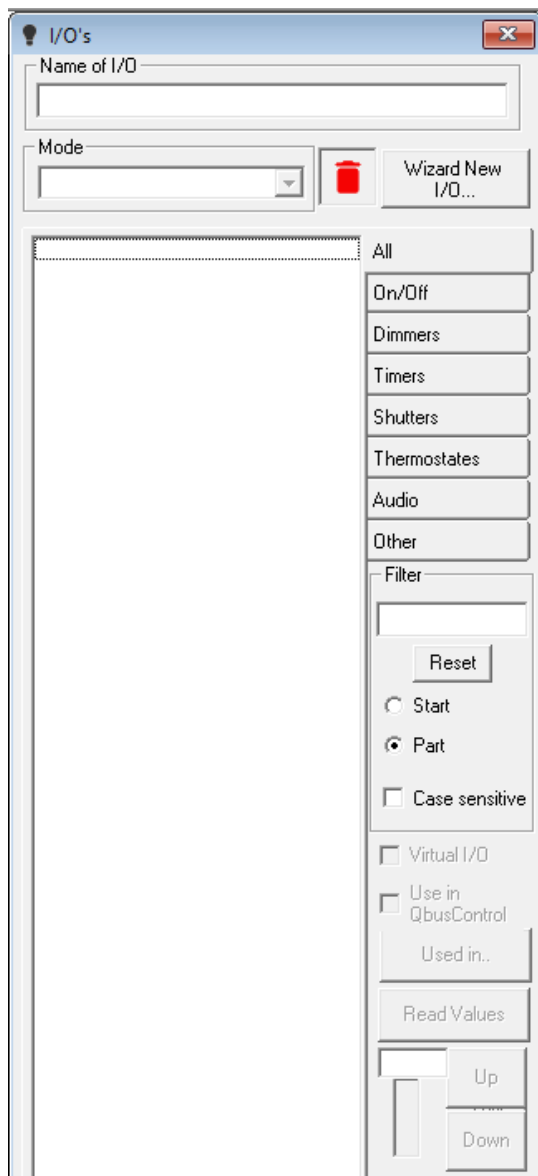 I/O's
Name of I/O
Mode
Wizard New
I/O...
All
On/Off
Dimmers
Timers
Shutters
Thermostates
Audio
Other
Filter
Reset
Start
Part
Case sensitive
Virtual I/O
Use in
QbusControl
Used in..
Read Values
Up
Down